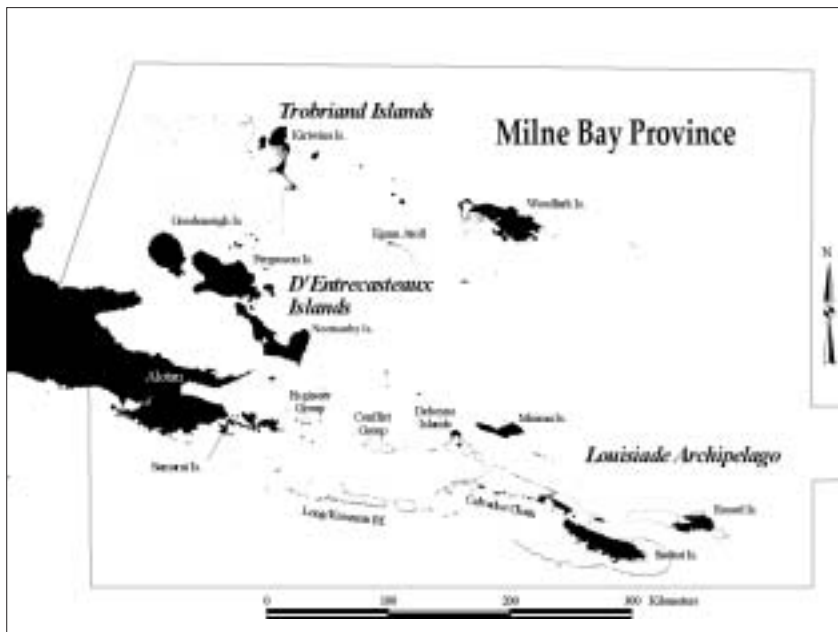 Trobriand Islands
Kiriwina Is.
Milne Bay Province
Woodlark Is.
Goodenough Is.
Egum Atoll
Fergusson Is.
N
D'Entrecasteaux
Islands
Normanby Is.
Alotau
Engineer
Group
Conflict
Group
Deboyne
Islands
Misima Is.
Louisiade Archipelago
Samarai Is.
Calvados Chain
Rossel Is.
Long/Kosmann Rf.
Sudest Is.
0
100
200
300
Kilometers